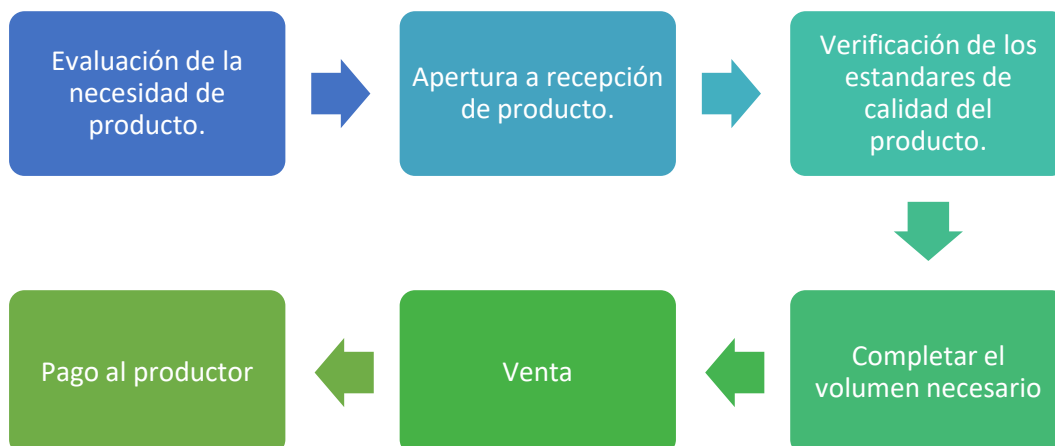 Evaluación de la
necesidad de
producto.
Apertura a recepción
de producto.
Verificación de los
estandares de
calidad del
producto.
Completar el
volumen necesario
Venta
Pago al productor